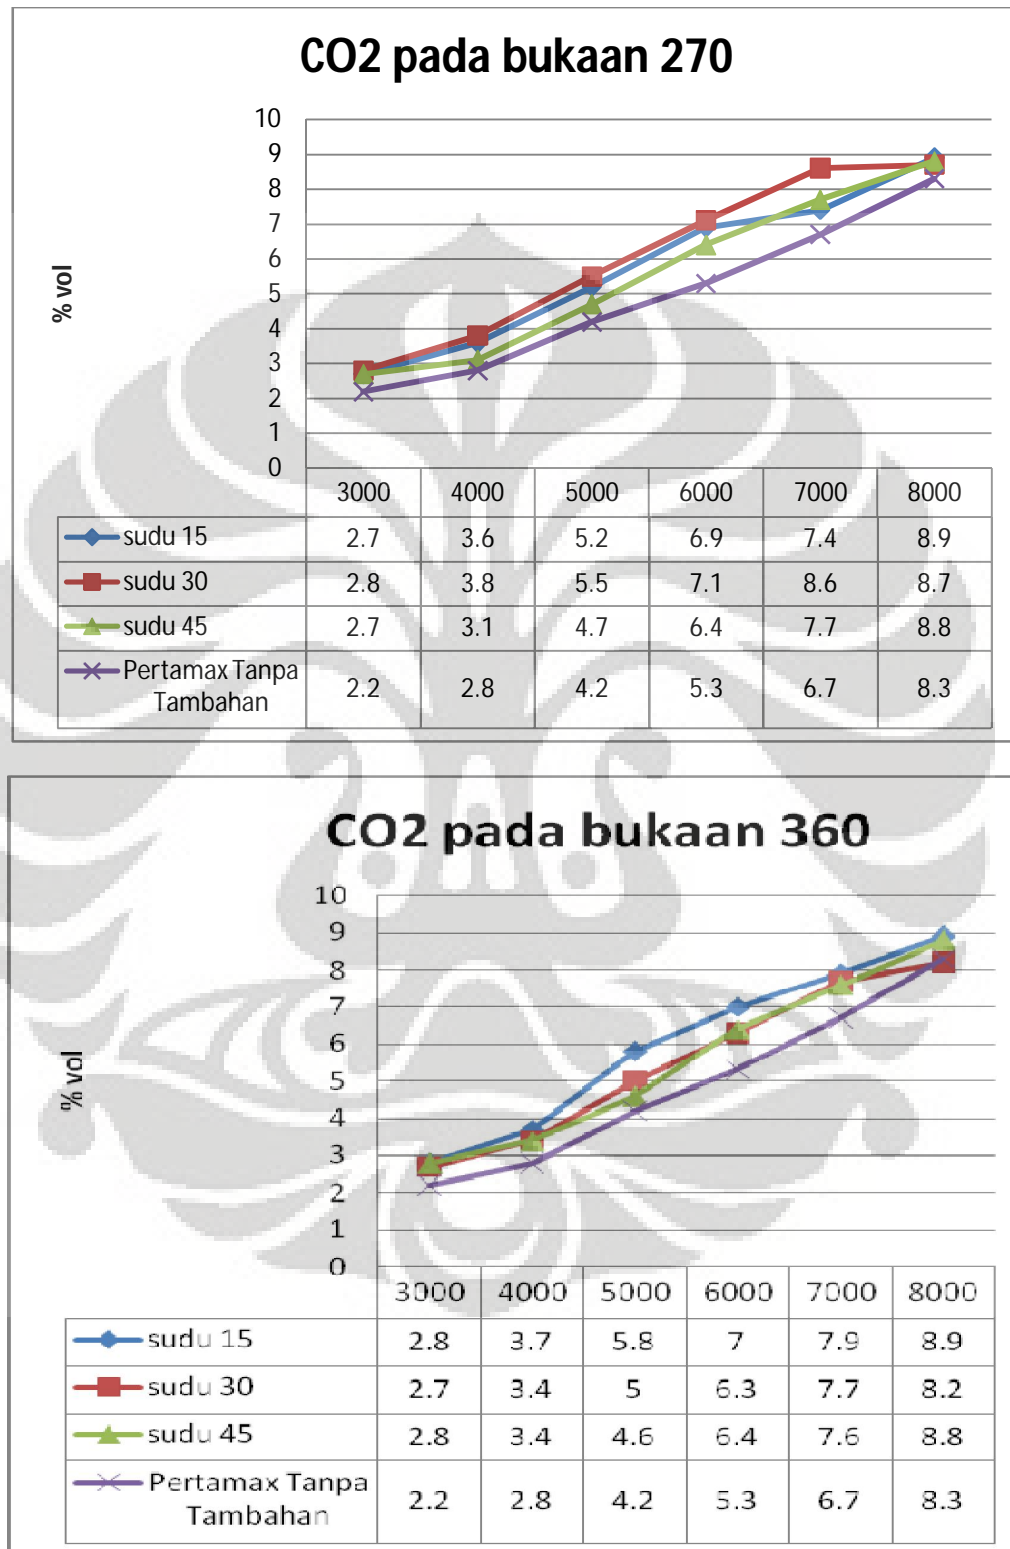 CO2 pada bukaan 270
10
9
8
7
6
5
4
3
2
1
0
% vol
3000 4000 5000 6000 7000 8000
sudu 15 2.7 3.6 5.2 6.9 7.4 8.9
sudu 30 2.8 3.8 5.5 7.1 8.6 8.7
sudu 45 2.7 3.1 4.7 6.4 7.7 8.8
Pertamax Tanpa
Tambahan 2.2 2.8 4.2 5.3 6.7 8.3
CO2 pada bukaan 360
10
9
8
7
6
5
4
3
2
1
0
% vol
3000 4000 5000 6000 7000 8000
sudu 15 2.8 3.7 5.8 7 7.9 8.9
sudu 30 2.7 3.4 5 6.3 7.7 8.2
sudu 45 2.8 3.4 4.6 6.4 7.6 8.8
Pertamax Tanpa
Tambahan 2.2 2.8 4.2 5.3 6.7 8.3